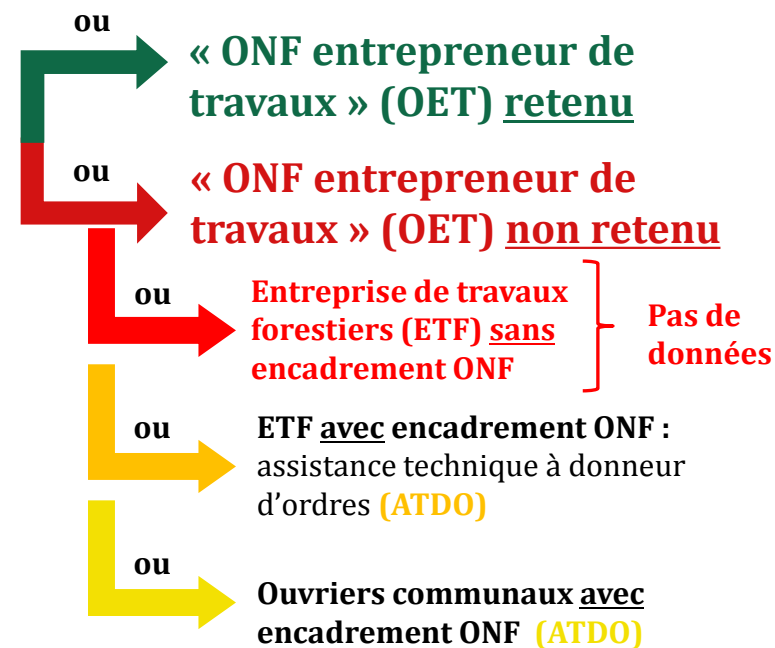 ou
« ONF entrepreneur de
travaux » (OET) retenu
ou
« ONF entrepreneur de
travaux » (OET) non retenu
ou
Entreprise de travaux
forestiers (ETF) sans
encadrement ONF
Pas de
données
ou
ETF avec encadrement ONF :
assistance technique à donneur
d'ordres (ATDO)
ou
Ouvriers communaux avec
encadrement ONF (ATDO)